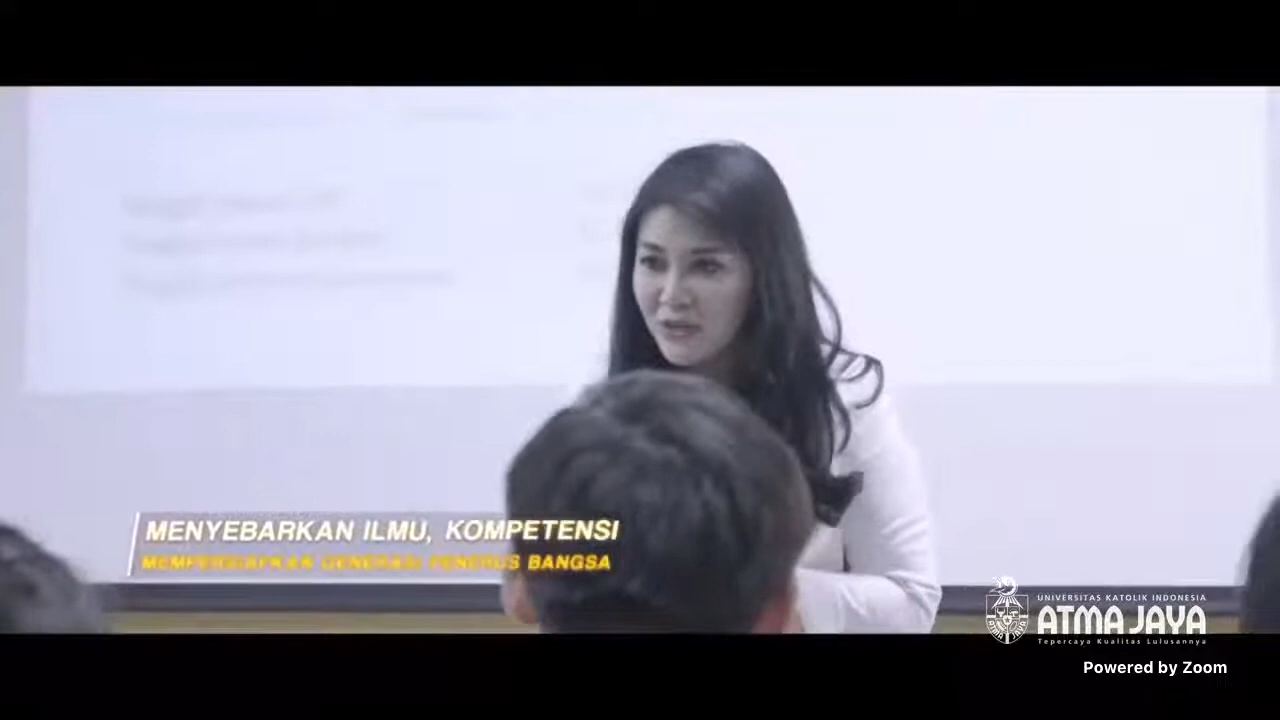 MENYEBARKAN ILMU, KOMPETENSI
MEMPERSIAPKAN GENERASI PENERUS BANGSA
UNIVERSITAS KATOLIK INDONESIA
ATMA JAYA
Tepercaya Kualitas Lulusannya
Powered by Zoom